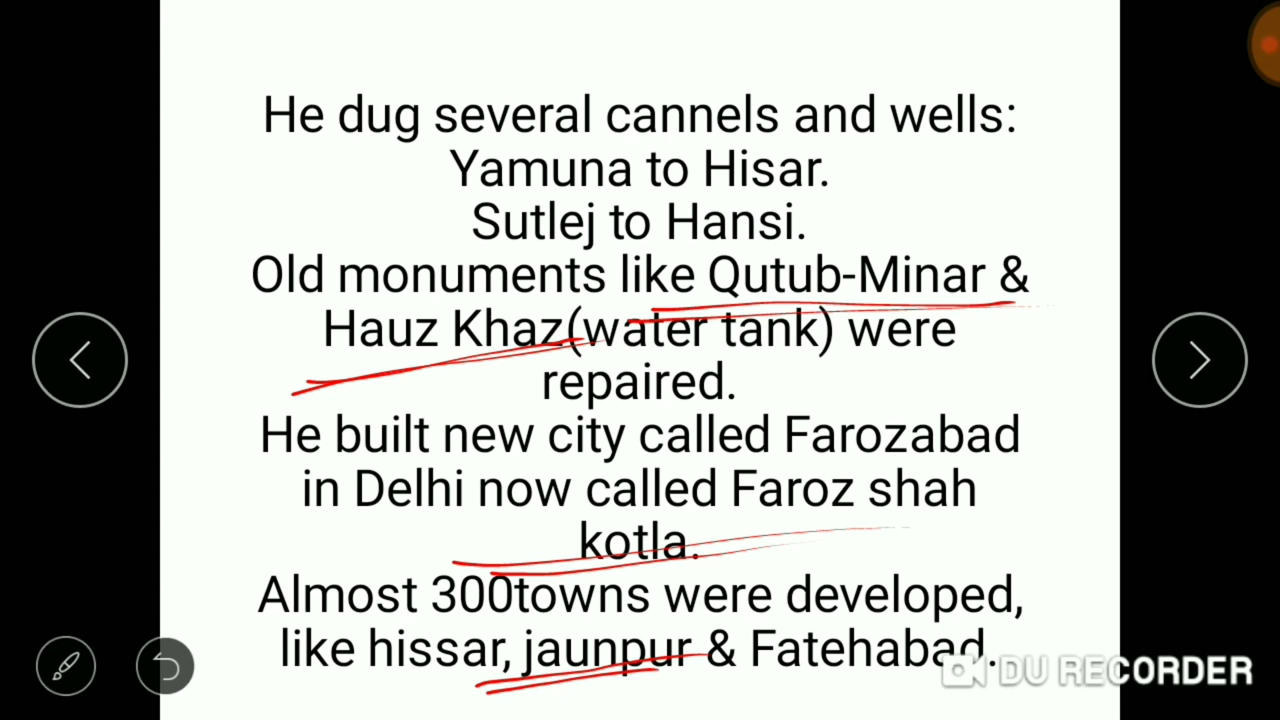 He dug several cannels and wells:
Yamuna to Hisar.
Sutlej to Hansi.
Old monuments like Qutub-Minar &
Hauz Khaz(water tank) were
repaired.
He built new city called Farozabad
in Delhi now called Faroz shah
kotla.
Almost 300towns were developed,
like hissar, jaunpur & Fatehabad.
DU RECORDER